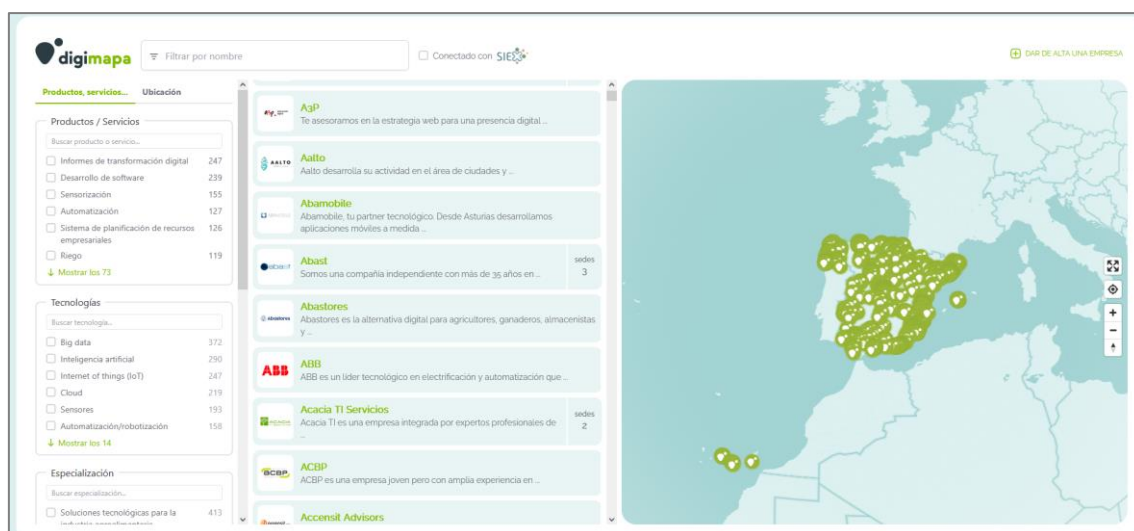 digimapa
Filtrar por nombre
Conectado con SIEX
DAR DE ALTA UNA EMPRESA
Productos, servicios... Ubicación
Productos / Servicios
Buscar producto o servicio...
Informes de transformación digital 247
Desarrollo de software 239
Sensorización 155
Automatización 127
Sistema de planificación de recursos 126
empresariales
Riego 119
Mostrar los 73
Tecnologías
Buscar tecnología...
Big data 372
Inteligencia artificial 290
Internet of things (IoT) 247
Cloud 219
Sensores 193
Automatización/robotización 158
Mostrar los 14
Especialización
Buscar especialización...
Soluciones tecnológicas para la 413
industria agroalimentaria
A3P
Te asesoramos en la estrategia web para una presencia digital ...
AALTO
Aalto
Aalto desarrolla su actividad en el área de ciudades y ...
Abamobile
Abamobile, tu partner tecnológico. Desde Asturias desarrollamos
aplicaciones móviles a medida ...
abast
Abast
Somos una compañía independiente con más de 35 años en ...
sedes
3
abastores
Abastores
Abastores es la alternativa digital para agricultores, ganaderos, almacenistas
y ...
ABB
ABB
ABB es un líder tecnológico en electrificación y automatización que ...
Acacia TI Servicios
Acacia TI es una empresa integrada por expertos profesionales de
...
sedes
2
ACBP
ACBP
ACBP es una empresa joven pero con amplia experiencia en ...
Accensit Advisors